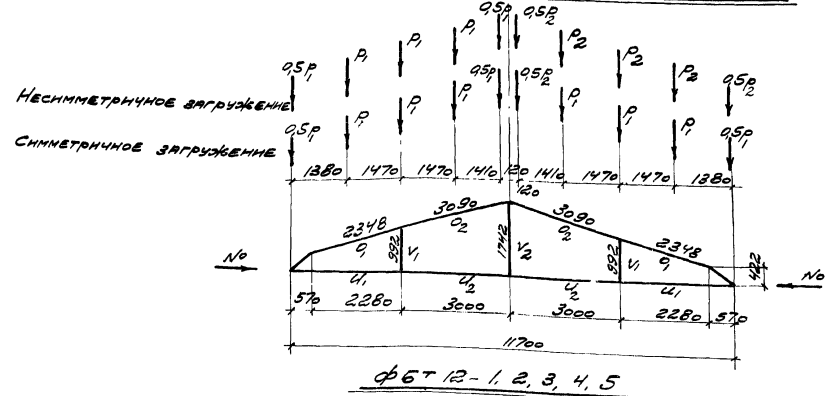 0,5P₁ 0,5P₂
0,5P₁ P₁ P₁ P₁ P₂ P₂ P₂ 0,5P₂
Несимметричное загружение
0,5P₁ P₁ P₁ P₁ 0,5P₁ 0,5P₂ P₁ P₁ P₁ 0,5P₁
Симметричное загружение
1380 1470 1470 1410 120 1410 1470 1470 1380
120
2348 3090 3090 2348
O₁ 992 V₁ O₂ 1742 V₂ O₂ 992 V₁ O₁ 422
N⁰ N⁰
U₁ U₂ U₂ U₁
570 2280 3000 3000 2280 570
11700
ФБТ 12-1, 2, 3, 4, 5